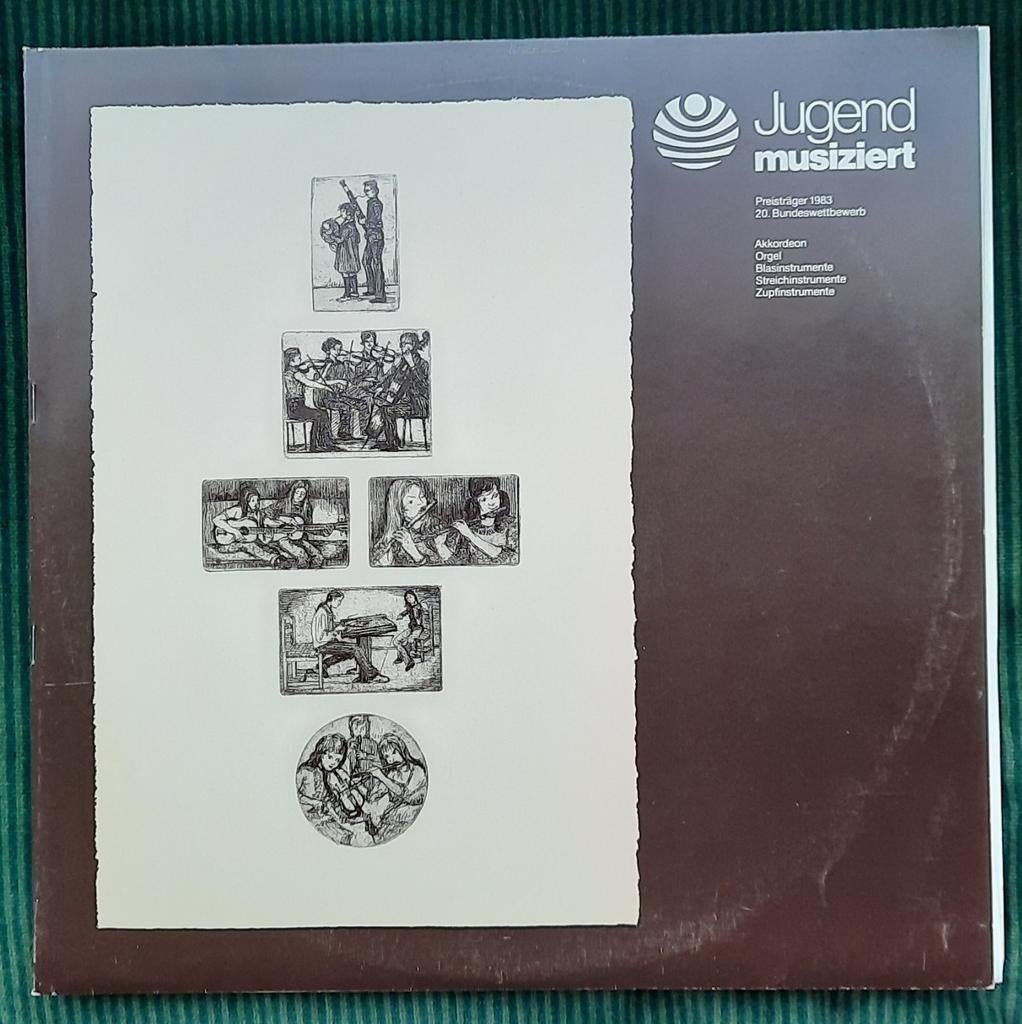 Jugend
musiziert
Preisträger 1983
20. Bundeswettbewerb
Akkordeon
Orgel
Blasinstrumente
Streichinstrumente
Zupfinstrumente